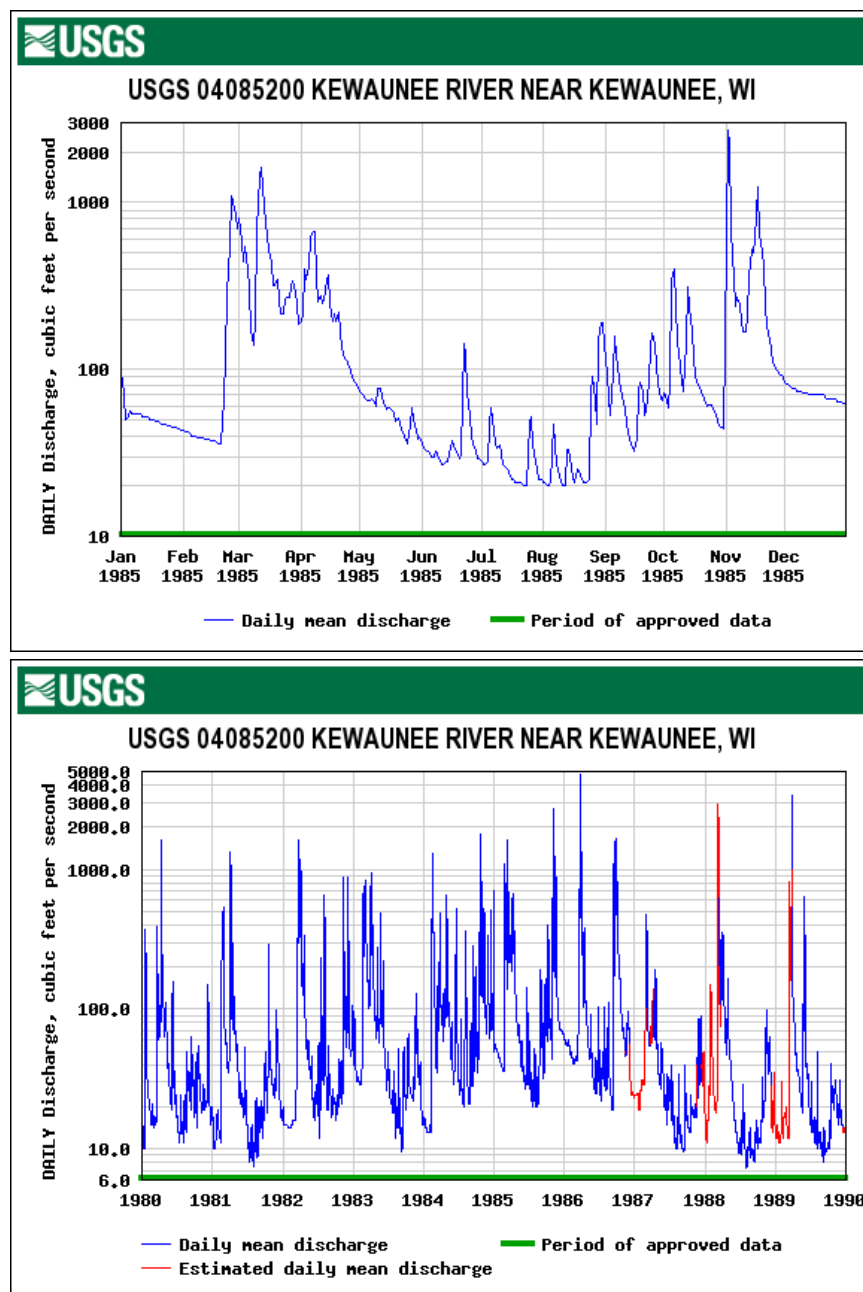 USGS
USGS 04085200 KEWAUNEE RIVER NEAR KEWAUNEE, WI
DAILY Discharge, cubic feet per second
3000
2000
1000
100
10
Jan Feb Mar Apr May Jun Jul Aug Sep Oct Nov Dec
1985 1985 1985 1985 1985 1985 1985 1985 1985 1985 1985 1985
Daily mean discharge Period of approved data
USGS
USGS 04085200 KEWAUNEE RIVER NEAR KEWAUNEE, WI
DAILY Discharge, cubic feet per second
5000.0
4000.0
3000.0
2000.0
1000.0
100.0
10.0
6.0
1980 1981 1982 1983 1984 1985 1986 1987 1988 1989 1990
Daily mean discharge Period of approved data
Estimated daily mean discharge